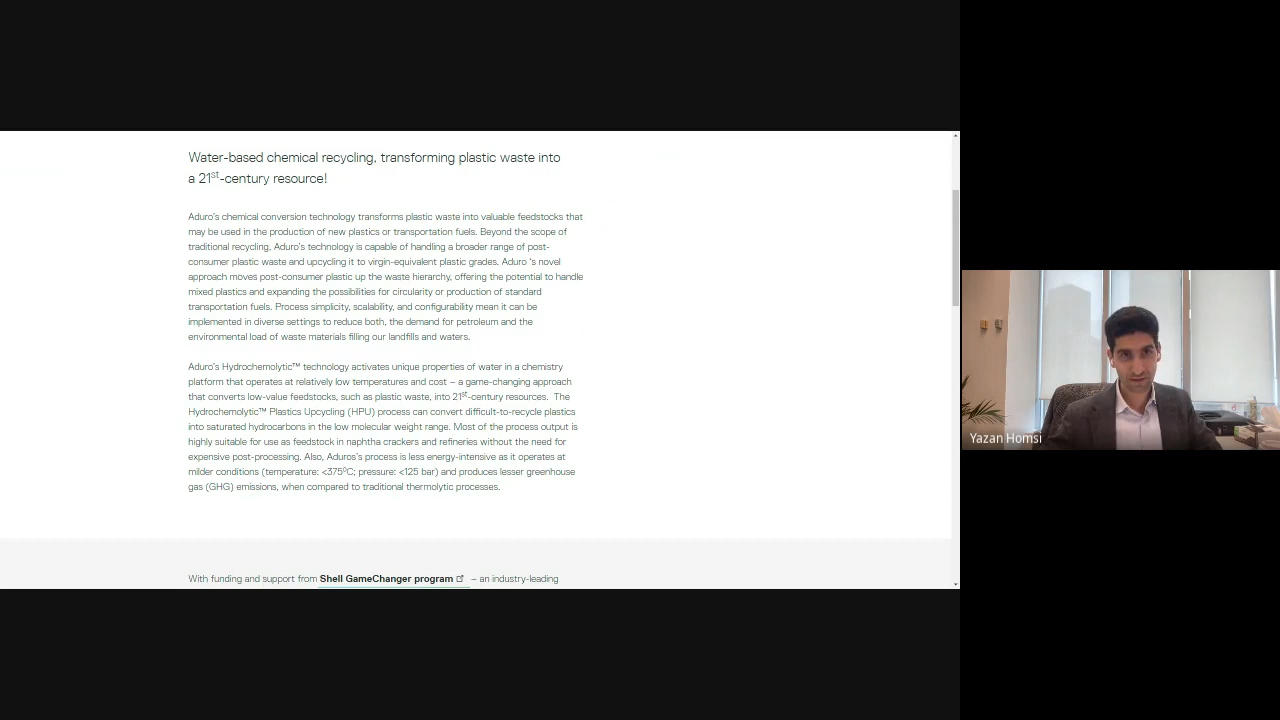 Water-based chemical recycling, transforming plastic waste into
a 21st-century resource!
Aduro's chemical conversion technology transforms plastic waste into valuable feedstocks that
may be used in the production of new plastics or transportation fuels. Beyond the scope of
traditional recycling, Aduro's technology is capable of handling a broader range of post-
consumer plastic waste and upcycling it to virgin-equivalent plastic grades. Aduro 's novel
approach moves post-consumer plastic up the waste hierarchy, offering the potential to handle
mixed plastics and expanding the possibilities for circularity or production of standard
transportation fuels. Process simplicity, scalability, and configurability mean it can be
implemented in diverse settings to reduce both, the demand for petroleum and the
environmental load of waste materials filling our landfills and waters.
Aduro's Hydrochemolytic™ technology activates unique properties of water in a chemistry
platform that operates at relatively low temperatures and cost – a game-changing approach
that converts low-value feedstocks, such as plastic waste, into 21st-century resources. The
Hydrochemolytic™ Plastics Upcycling (HPU) process can convert difficult-to-recycle plastics
into saturated hydrocarbons in the low molecular weight range. Most of the process output is
highly suitable for use as feedstock in naphtha crackers and refineries without the need for
expensive post-processing. Also, Aduros's process is less energy-intensive as it operates at
milder conditions (temperature: <375⁰C; pressure: <125 bar) and produces lesser greenhouse
gas (GHG) emissions, when compared to traditional thermolytic processes.
With funding and support from Shell GameChanger program – an industry-leading
Yazan Homsi